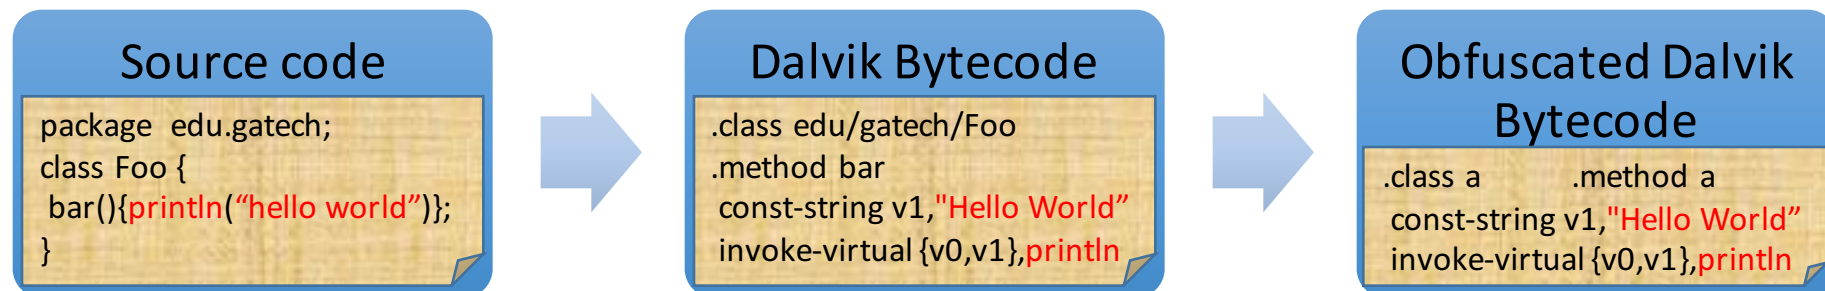 Source code
package edu.gatech;
class Foo {
bar(){println(“hello world”)};
}
Dalvik Bytecode
.class edu/gatech/Foo
.method bar
const-string v1,"Hello World”
invoke-virtual {v0,v1},println
Obfuscated Dalvik
Bytecode
.class a .method a
const-string v1,"Hello World”
invoke-virtual {v0,v1},println